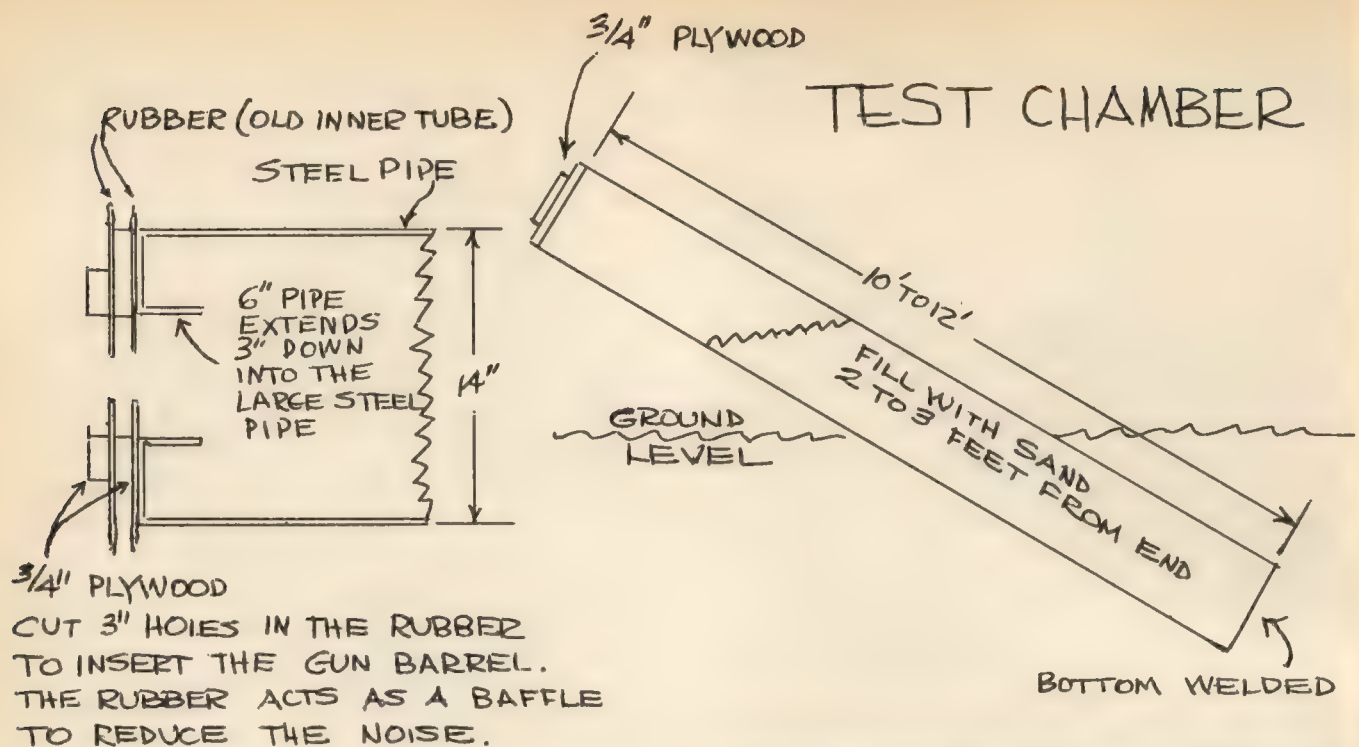 3/4" PLYWOOD
TEST CHAMBER
RUBBER (OLD INNER TUBE)
STEEL PIPE
6" PIPE
EXTENDS
3" DOWN
INTO THE
LARGE STEEL
PIPE
14"
10' TO 12'
FILL WITH SAND
2 TO 3 FEET FROM END
GROUND
LEVEL
BOTTOM WELDED
3/4" PLYWOOD
CUT 3" HOLES IN THE RUBBER
TO INSERT THE GUN BARREL.
THE RUBBER ACTS AS A BAFFLE
TO REDUCE THE NOISE.